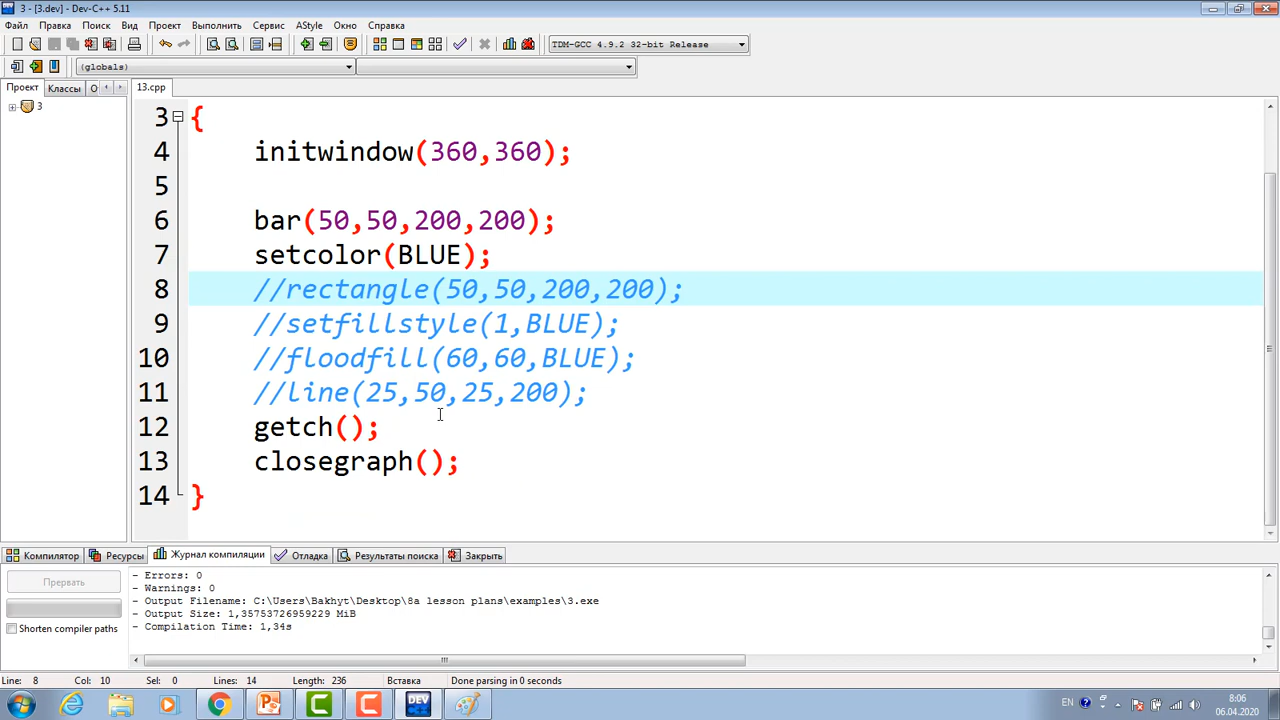 3 - [3.dev] - Dev-C++ 5.11
Файл Правка Поиск Вид Проект Выполнить Сервис AStyle Окно Справка
TDM-GCC 4.9.2 32-bit Release
(globals)
Проект Классы О
13.cpp
3
3 {
4 initwindow(360,360);
5
6 bar(50,50,200,200);
7 setcolor(BLUE);
8 //rectangle(50,50,200,200);
9 //setfillstyle(1,BLUE);
10 //floodfill(60,60,BLUE);
11 //line(25,50,25,200);
12 getch();
13 closegraph();
14 }
Компилятор Ресурсы Журнал компиляции Отладка Результаты поиска Закрыть
Прервать
Shorten compiler paths
- Errors: 0
- Warnings: 0
- Output Filename: C:\Users\Bakhyt\Desktop\8a lesson plans\examples\3.exe
- Output Size: 1,35753726959229 MiB
- Compilation Time: 1,34s
Line: 8 Col: 10 Sel: 0 Lines: 14 Length: 236 Вставка Done parsing in 0 seconds
DEV C++
EN 8:06
06.04.2020